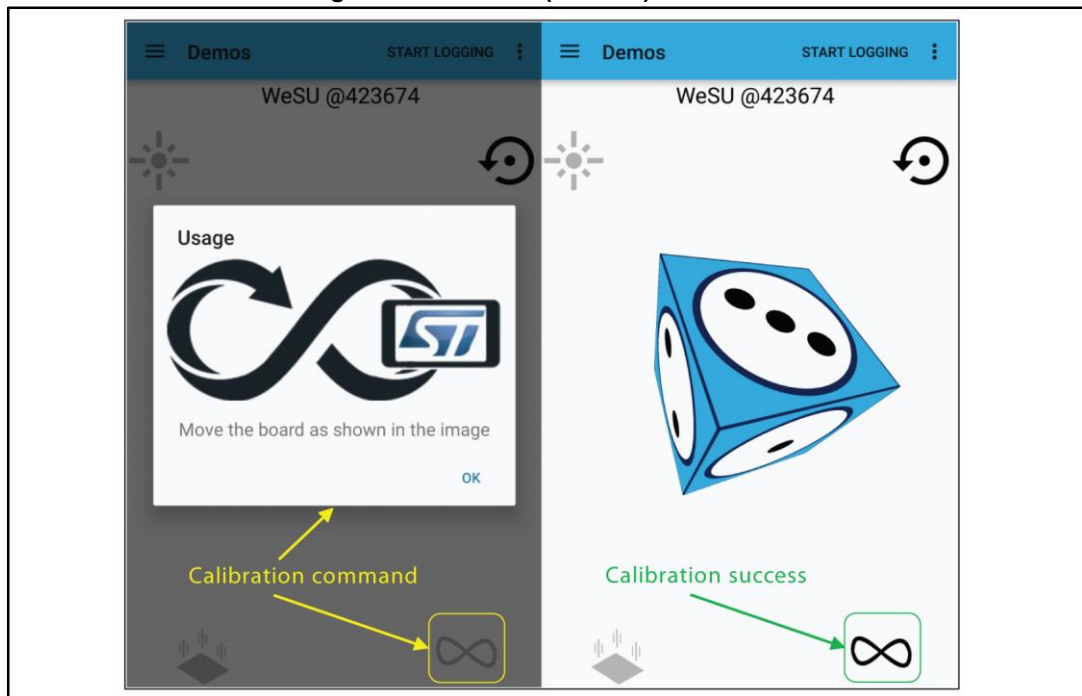 Demos START LOGGING
WeSU @423674
Usage
ST
Move the board as shown in the image
OK
Calibration command
Demos START LOGGING
WeSU @423674
Calibration success